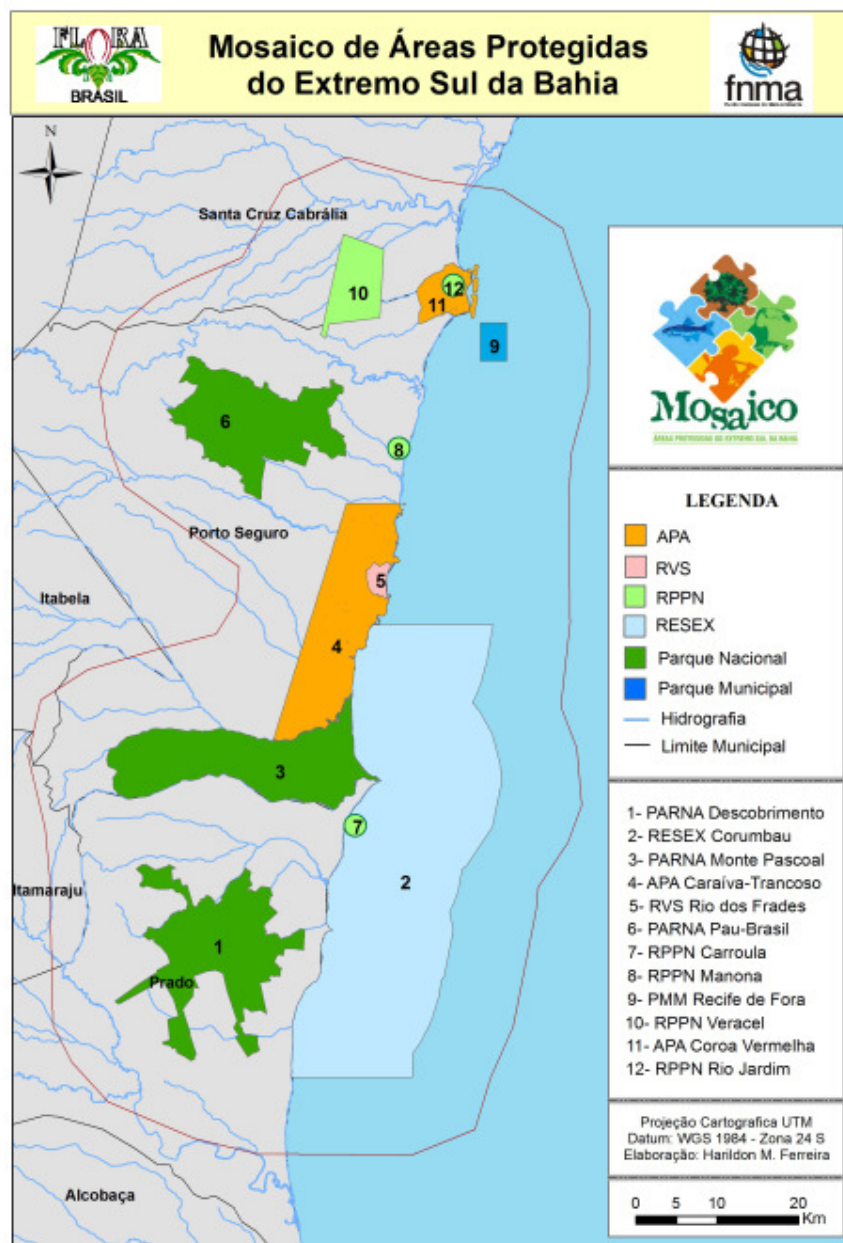 FLORA
BRASIL
Mosaico de Áreas Protegidas
do Extremo Sul da Bahia
fnma
N
Santa Cruz Cabrália
10
12
11
9
6
8
Porto Seguro
5
Itabela
4
3
7
Itamaraju
2
1
Prado
Alcobaça
Mosaico
ÁREAS PROTEGIDAS DO EXTREMO SUL DA BAHIA
LEGENDA
APA
RVS
RPPN
RESEX
Parque Nacional
Parque Municipal
Hidrografia
Limite Municipal
1- PARNA Descobrimento
2- RESEX Corumbau
3- PARNA Monte Pascoal
4- APA Caraíva-Trancoso
5- RVS Rio dos Frades
6- PARNA Pau-Brasil
7- RPPN Carroula
8- RPPN Manona
9- PMM Recife de Fora
10- RPPN Veracel
11- APA Coroa Vermelha
12- RPPN Rio Jardim
Projeção Cartografica UTM
Datum: WGS 1984 - Zona 24 S
Elaboração: Harildon M. Ferreira
0 5 10 20
Km